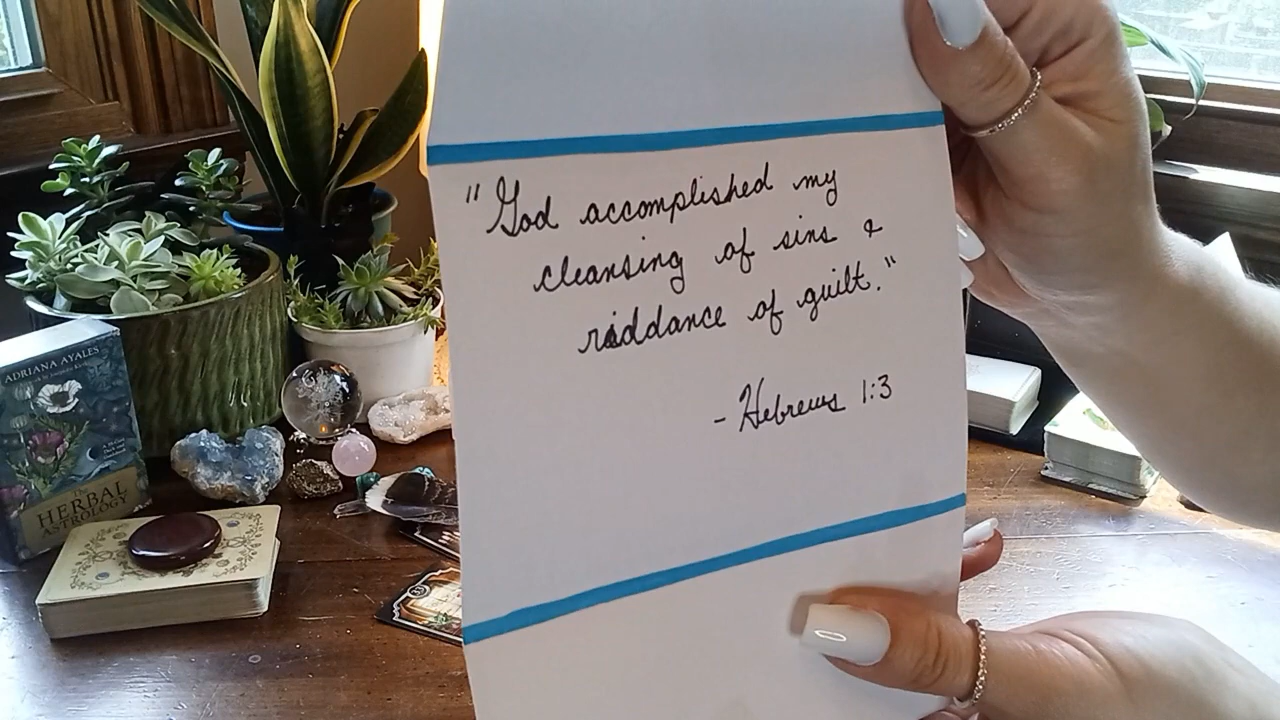 "God accomplished my
cleansing of sins &
riddance of guilt."
- Hebrews 1:3
ADRIANA AYALES
HERBAL
ASTROLOGY